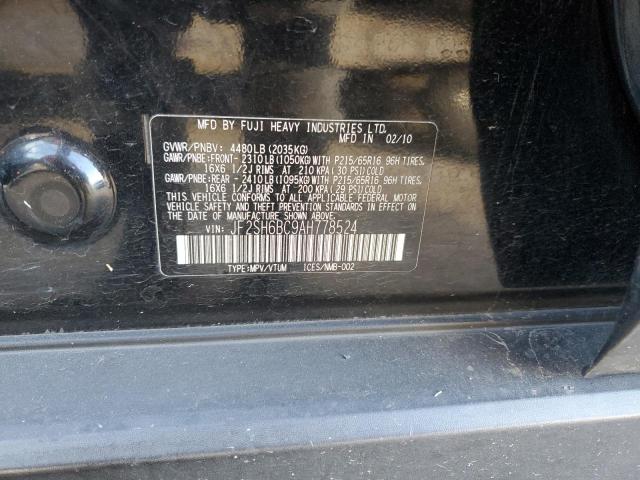 MFD BY FUJI HEAVY INDUSTRIES LTD.
MFD IN 02/10
GVWR/PNBV: 4480LB (2035KG)
GAWR/PNBE:FRONT- 2310LB(1050KG)WITH P215/65R16 96H TIRES.
16X6 1/2J RIMS AT 210 KPA ( 30 PSI)COLD
GAWR/PNBE:REAR - 2410LB(1095KG)WITH P215/65R16 96H TIRES.
16X6 1/2J RIMS AT 200 KPA ( 29 PSI)COLD
THIS VEHICLE CONFORMS TO ALL APPLICABLE FEDERAL MOTOR
VEHICLE SAFETY AND BUMPER STANDARDS IN EFFECT ON THE
DATE OF MANUFACTURE SHOWN ABOVE.
VIN: JF2SH6BC9AH778524
TYPE:MPV/VTUM ICES/NMB-002